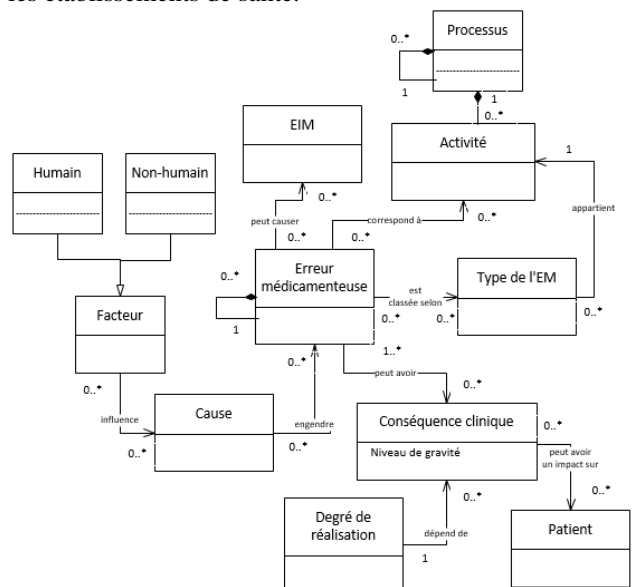 les établissements de santé.
Processus
0..*
1
1
0..*
EIM
Activité
Humain
Non-humain
1
0..*
peut causer
correspond à
0..*
appartient
0..*
0..*
0..*
Erreur
médicamenteuse
Type de l'EM
est
classée selon
1
0..*
0..*
0..*
Facteur
0..*
1..*
0..*
influence
peut avoir
0..*
Cause
engendre
0..*
0..*
Conséquence clinique
0..*
Niveau de gravité
peut avoir
un impact sur
0..*
0..*
Degré de
réalisation
dépend de
1
Patient